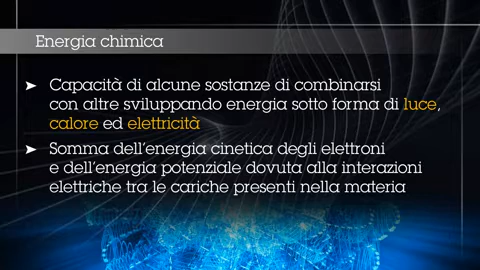 Energia chimica
➤ Capacità di alcune sostanze di combinarsi
con altre sviluppando energia sotto forma di luce,
calore ed elettricità
➤ Somma dell'energia cinetica degli elettroni
e dell'energia potenziale dovuta alla interazioni
elettriche tra le cariche presenti nella materia